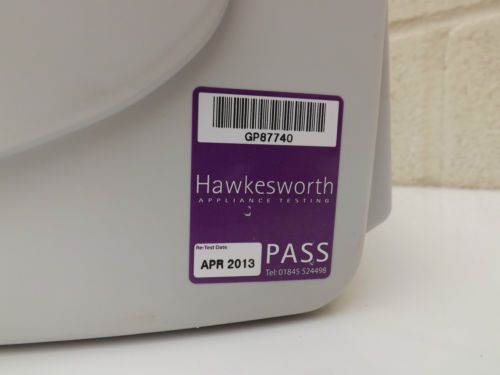 GP87740
Hawkesworth
APPLIANCE TESTING
Re-Test Date
APR 2013
PASS
Tel:01845 524498